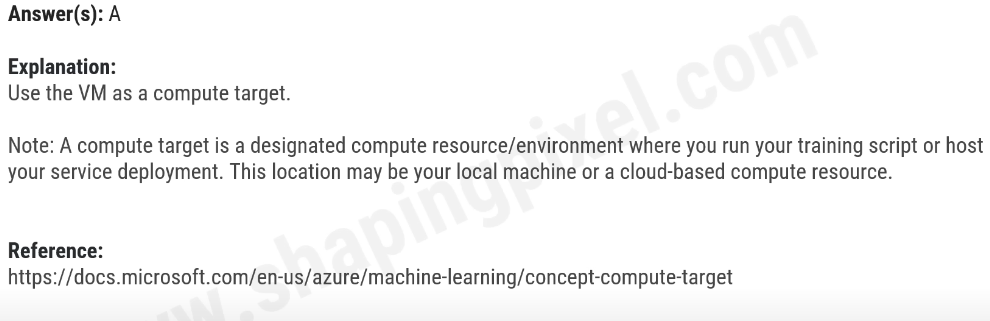 Answer(s): A
Explanation:
Use the VM as a compute target.
Note: A compute target is a designated compute resource/environment where you run your training script or host
your service deployment. This location may be your local machine or a cloud-based compute resource.
Reference:
https://docs.microsoft.com/en-us/azure/machine-learning/concept-compute-target
w.shapingpixel.com